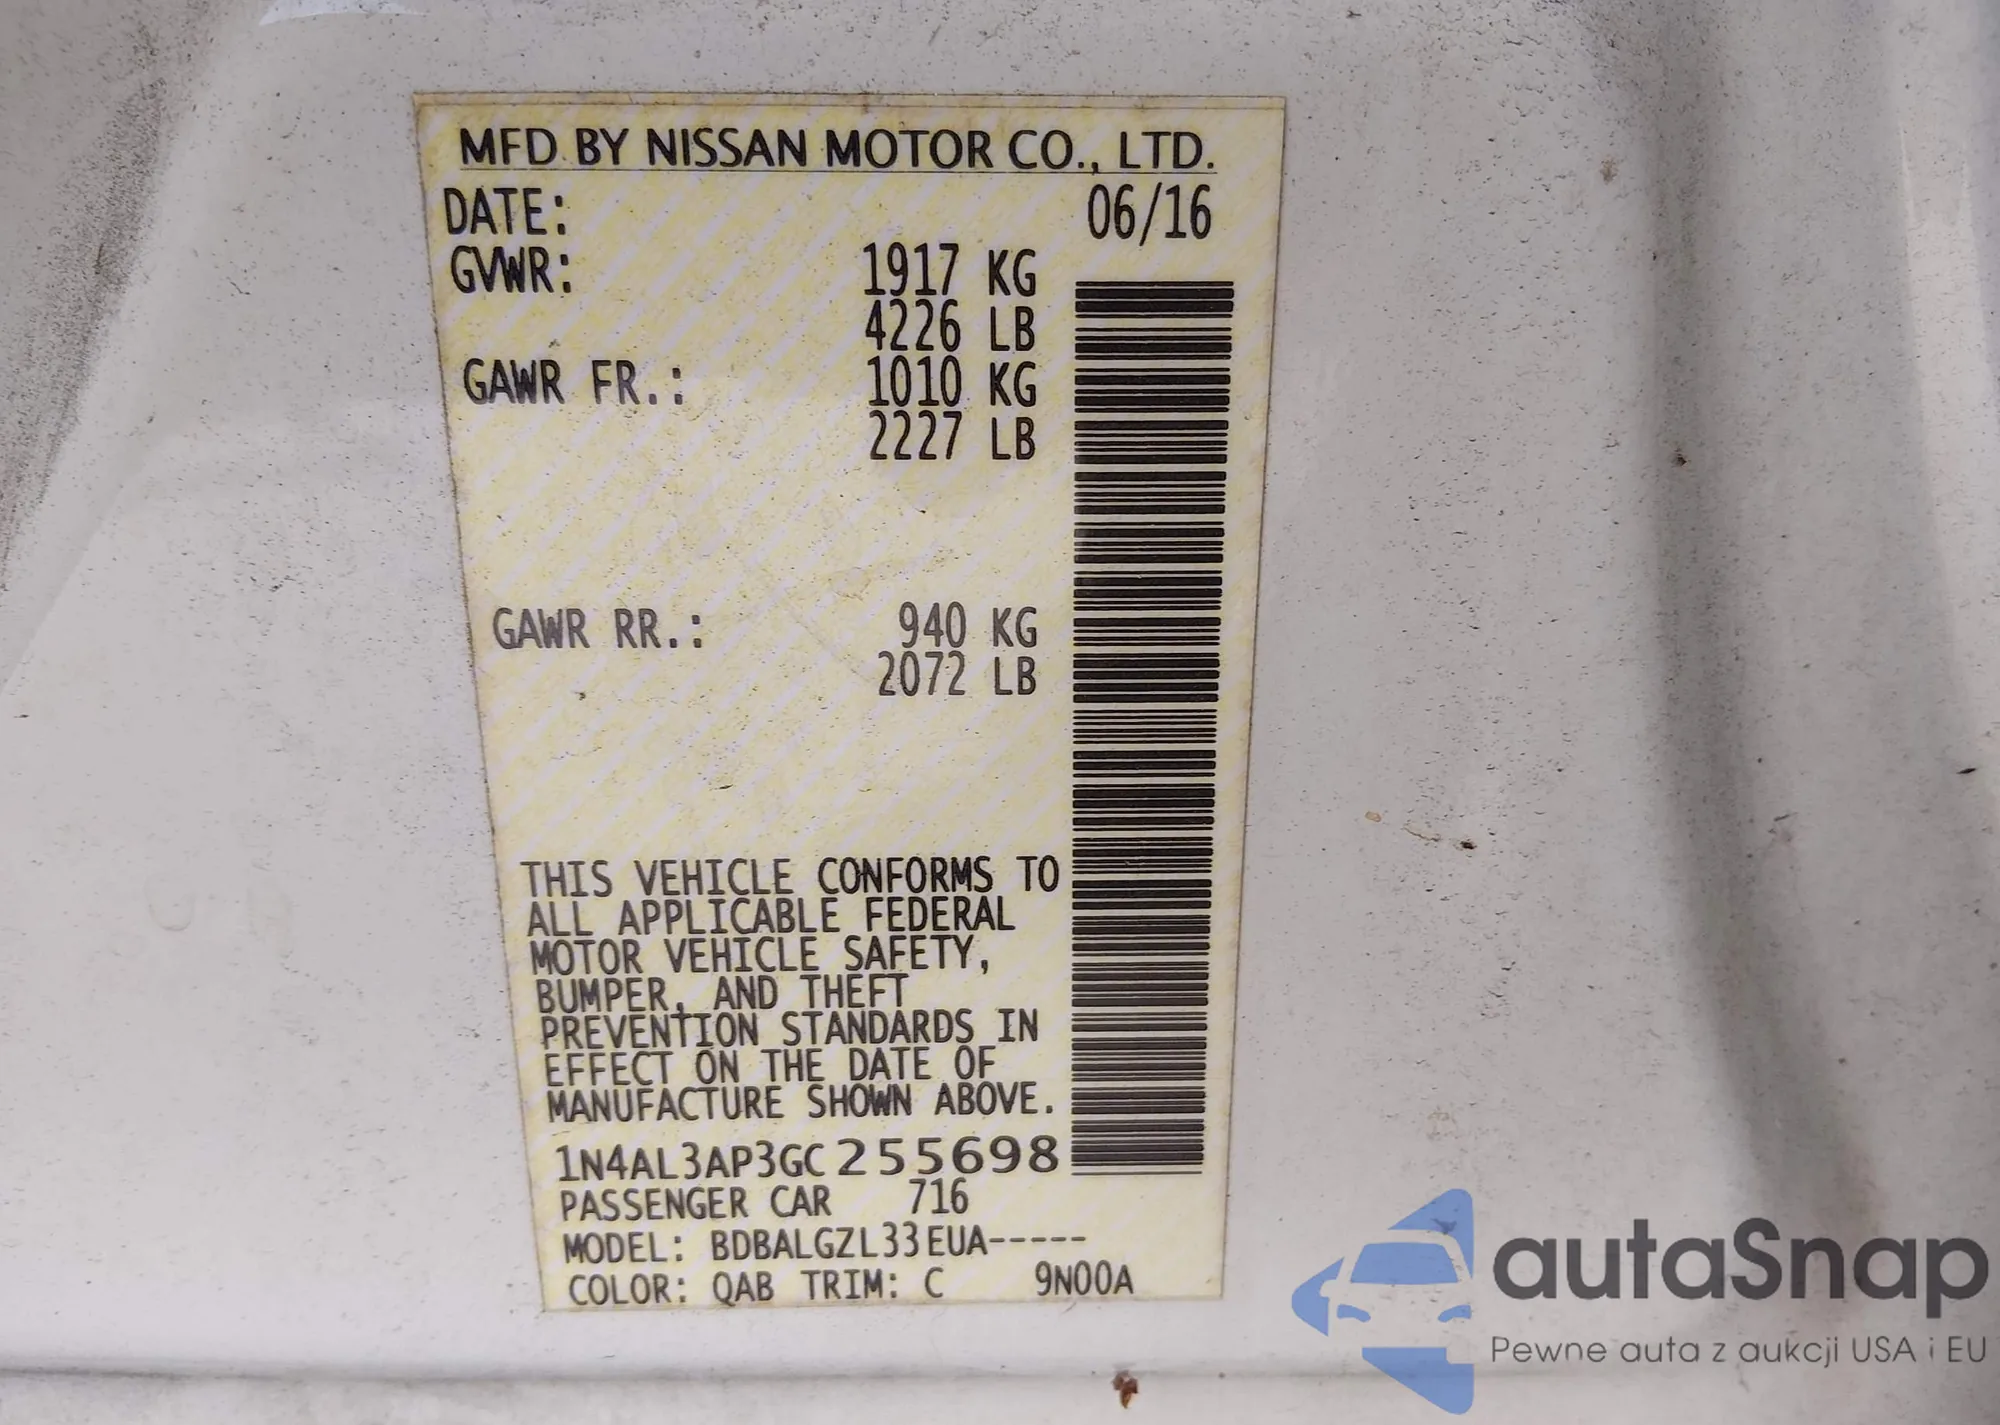 MFD BY NISSAN MOTOR CO., LTD.
DATE: 06/16
GVWR: 1917 KG
4226 LB
GAWR FR.: 1010 KG
2227 LB
GAWR RR.: 940 KG
2072 LB
THIS VEHICLE CONFORMS TO
ALL APPLICABLE FEDERAL
MOTOR VEHICLE SAFETY,
BUMPER, AND THEFT
PREVENTION STANDARDS IN
EFFECT ON THE DATE OF
MANUFACTURE SHOWN ABOVE.
1N4AL3AP3GC255698
PASSENGER CAR 716
MODEL: BDBALGZL33EUA-----
COLOR: QAB TRIM: C 9N00A
autaSnap
Pewne auta z aukcji USA i EU